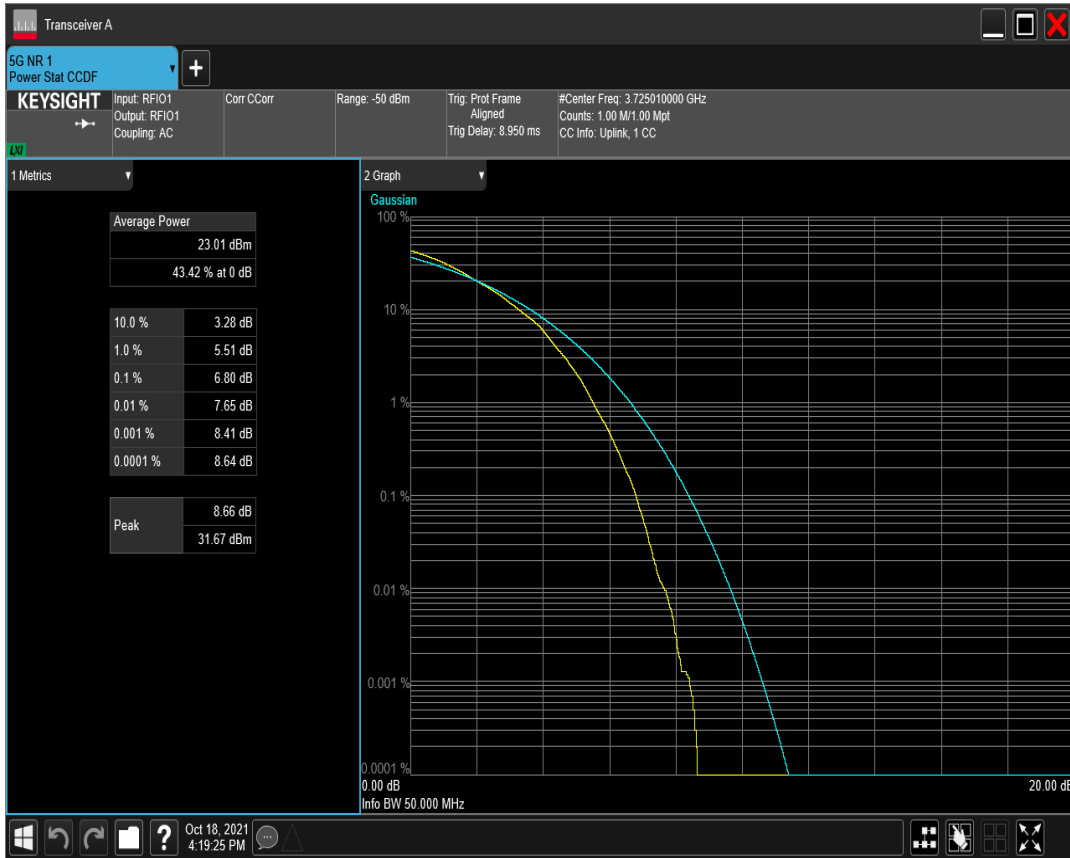 Transceiver A
5G NR 1
Power Stat CCDF
KEYSIGHT
Input: RFIO1
Output: RFIO1
Coupling: AC
Corr CCorr
Range: -50 dBm
Trig: Prot Frame
Aligned
Trig Delay: 8.950 ms
#Center Freq: 3.725010000 GHz
Counts: 1.00 M/1.00 Mpt
CC Info: Uplink, 1 CC
LXI
1 Metrics
Average Power
23.01 dBm
43.42 % at 0 dB
10.0 % 3.28 dB
1.0 % 5.51 dB
0.1 % 6.80 dB
0.01 % 7.65 dB
0.001 % 8.41 dB
0.0001 % 8.64 dB
Peak
8.66 dB
31.67 dBm
2 Graph
Gaussian
100 %
10 %
1 %
0.1 %
0.01 %
0.001 %
0.0001 %
0.00 dB
20.00 dB
Info BW 50.000 MHz
Oct 18, 2021
4:19:25 PM